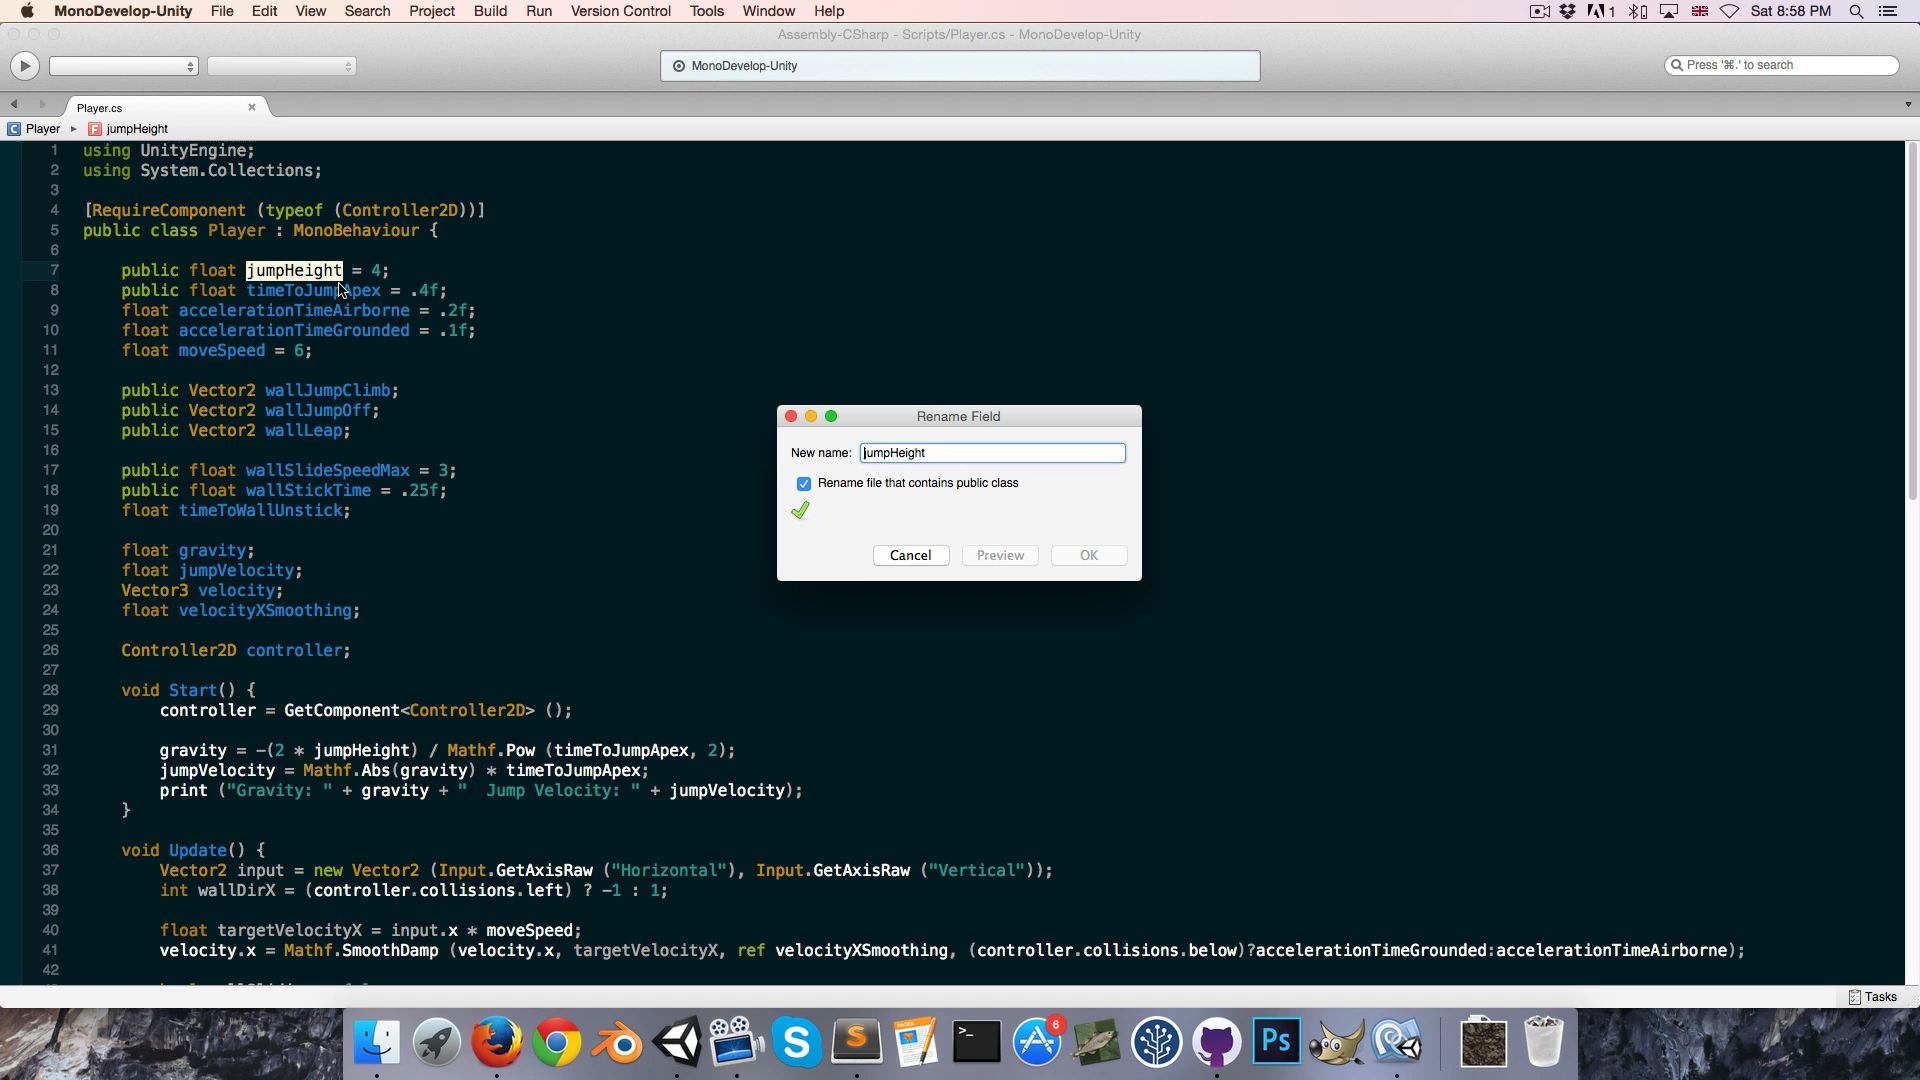 MonoDevelop-Unity File Edit View Search Project Build Run Version Control Tools Window Help 1 Sat 8:58 PM
Assembly-CSharp - Scripts/Player.cs - MonoDevelop-Unity
MonoDevelop-Unity
Press '⌘.' to search
Player.cs
Player jumpHeight
1 using UnityEngine;
2 using System.Collections;
3
4 [RequireComponent (typeof (Controller2D))]
5 public class Player : MonoBehaviour {
6
7 public float jumpHeight = 4;
8 public float timeToJumpApex = .4f;
9 float accelerationTimeAirborne = .2f;
10 float accelerationTimeGrounded = .1f;
11 float moveSpeed = 6;
12
13 public Vector2 wallJumpClimb;
14 public Vector2 wallJumpOff;
15 public Vector2 wallLeap;
16
17 public float wallSlideSpeedMax = 3;
18 public float wallStickTime = .25f;
19 float timeToWallUnstick;
20
21 float gravity;
22 float jumpVelocity;
23 Vector3 velocity;
24 float velocityXSmoothing;
25
26 Controller2D controller;
27
28 void Start() {
29 controller = GetComponent<Controller2D> ();
30
31 gravity = -(2 * jumpHeight) / Mathf.Pow (timeToJumpApex, 2);
32 jumpVelocity = Mathf.Abs(gravity) * timeToJumpApex;
33 print ("Gravity: " + gravity + "  Jump Velocity: " + jumpVelocity);
34 }
35
36 void Update() {
37 Vector2 input = new Vector2 (Input.GetAxisRaw ("Horizontal"), Input.GetAxisRaw ("Vertical"));
38 int wallDirX = (controller.collisions.left) ? -1 : 1;
39
40 float targetVelocityX = input.x * moveSpeed;
41 velocity.x = Mathf.SmoothDamp (velocity.x, targetVelocityX, ref velocityXSmoothing, (controller.collisions.below)?accelerationTimeGrounded:accelerationTimeAirborne);
42
Rename Field
New name: jumpHeight
Rename file that contains public class
Cancel Preview OK
Tasks
6
Ps